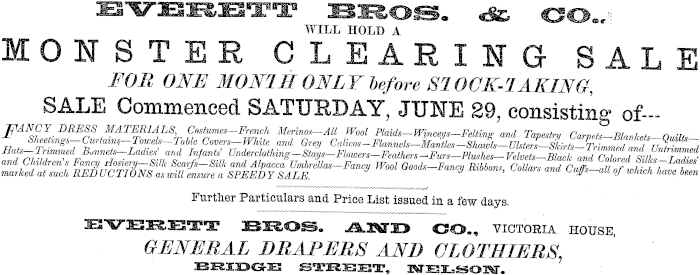 EVERETT BROS. & CO.,
WILL HOLD A
MONSTER CLEARING SALE
FOR ONE MONTH ONLY before STOCK-TAKING,
SALE Commenced SATURDAY, JUNE 29, consisting of---
FANCY DRESS MATERIALS, Costumes—French Merinos—All Wool Plaids—Winceys—Felting and Tapestry Carpets—Blankets—Quilts—
Sheetings—Curtains—Towels—Table Covers—White and Grey Calicos—Flannels—Mantles—Shawls—Ulsters—Skirts—Trimmed and Untrimmed
Hats—Trimmed Bonnets—Ladies' and Infants' Underclothing—Stays—Flowers—Feathers—Furs—Plushes—Velvets—Black and Colored Silks—Ladies'
and Children's Fancy Hosiery—Silk Scarfs—Silk and Alpaca Umbrellas—Fancy Wool Goods—Fancy Ribbons, Collars and Cuffs—all of which have been
marked at such REDUCTIONS as will ensure a SPEEDY SALE.
Further Particulars and Price List issued in a few days.
EVERETT BROS. AND CO., VICTORIA HOUSE,
GENERAL DRAPERS AND CLOTHIERS,
BRIDGE STREET, NELSON.